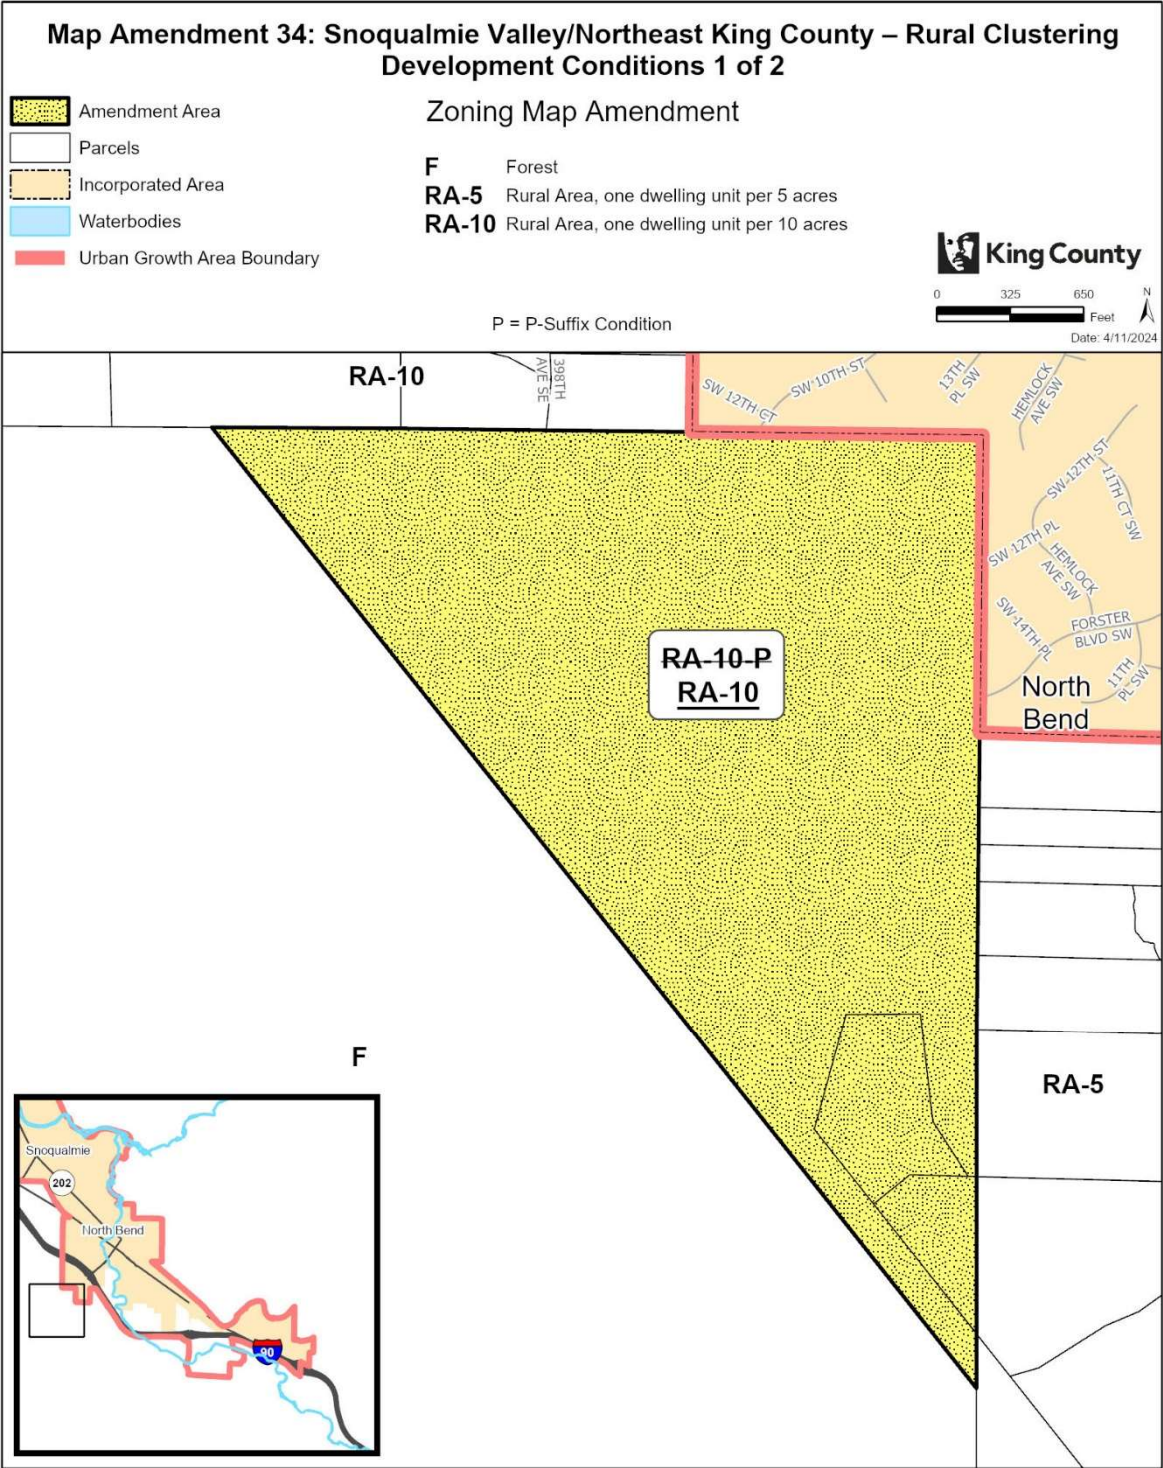 Map Amendment 34: Snoqualmie Valley/Northeast King County – Rural Clustering
Development Conditions 1 of 2
Amendment Area
Parcels
Incorporated Area
Waterbodies
Urban Growth Area Boundary
Zoning Map Amendment
F Forest
RA-5 Rural Area, one dwelling unit per 5 acres
RA-10 Rural Area, one dwelling unit per 10 acres
P = P-Suffix Condition
King County
0 325 650
Feet
N
Date: 4/11/2024
RA-10
398TH
AVE SE
SW 12TH CT
SW 10TH ST
13TH
PL SW
HEMLOCK
AVE SW
SW 12TH ST
11TH CT SW
SW 12TH PL
HEMLOCK
AVE SW
SW 14TH PL
FORSTER
BLVD SW
11TH
PL SW
North
Bend
RA-10-P
RA-10
F
RA-5
Snoqualmie
202
North Bend
90